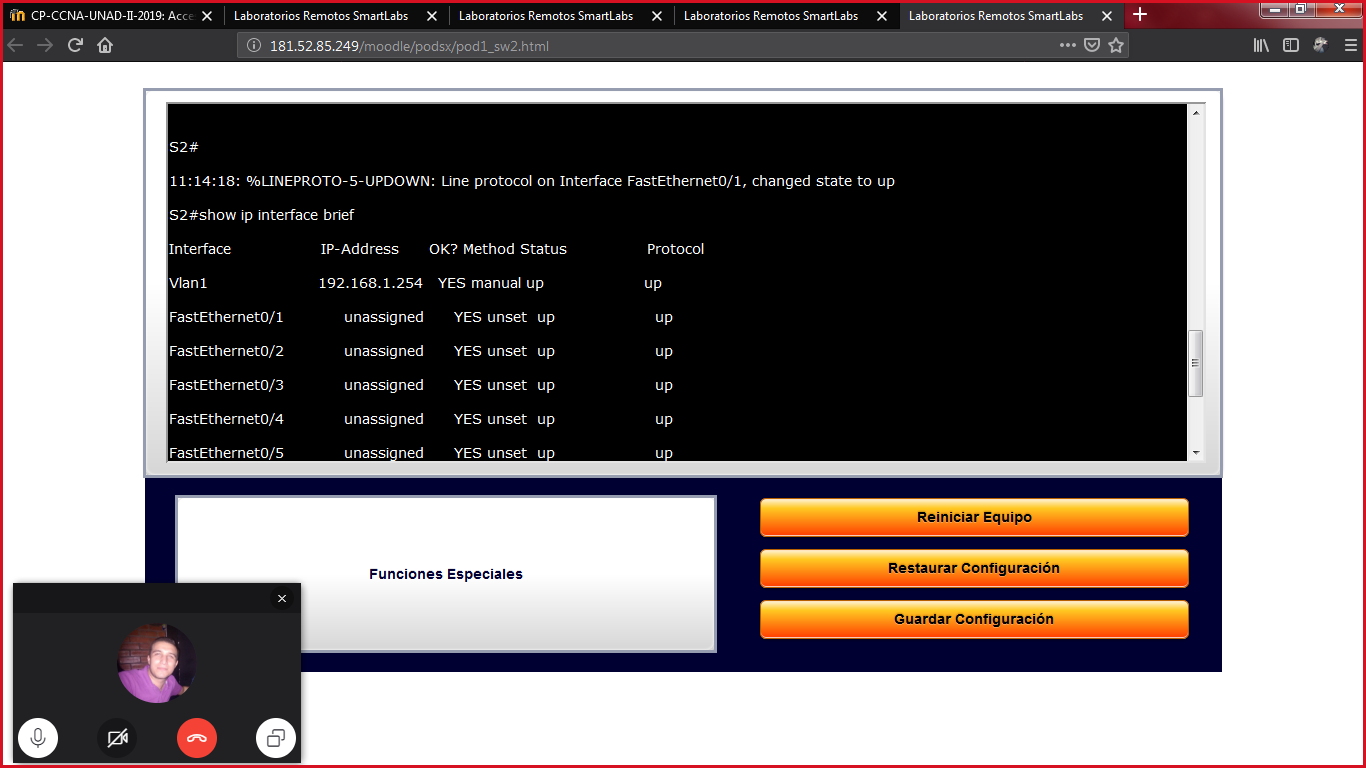 CP-CCNA-UNAD-II-2019: Acce
Laboratorios Remotos SmartLabs
Laboratorios Remotos SmartLabs
Laboratorios Remotos SmartLabs
Laboratorios Remotos SmartLabs
181.52.85.249/moodle/podsx/pod1_sw2.html
S2#
11:14:18: %LINEPROTO-5-UPDOWN: Line protocol on Interface FastEthernet0/1, changed state to up
S2#show ip interface brief
Interface IP-Address OK? Method Status Protocol
Vlan1 192.168.1.254 YES manual up up
FastEthernet0/1 unassigned YES unset up up
FastEthernet0/2 unassigned YES unset up up
FastEthernet0/3 unassigned YES unset up up
FastEthernet0/4 unassigned YES unset up up
FastEthernet0/5 unassigned YES unset up up
Funciones Especiales
Reiniciar Equipo
Restaurar Configuración
Guardar Configuración